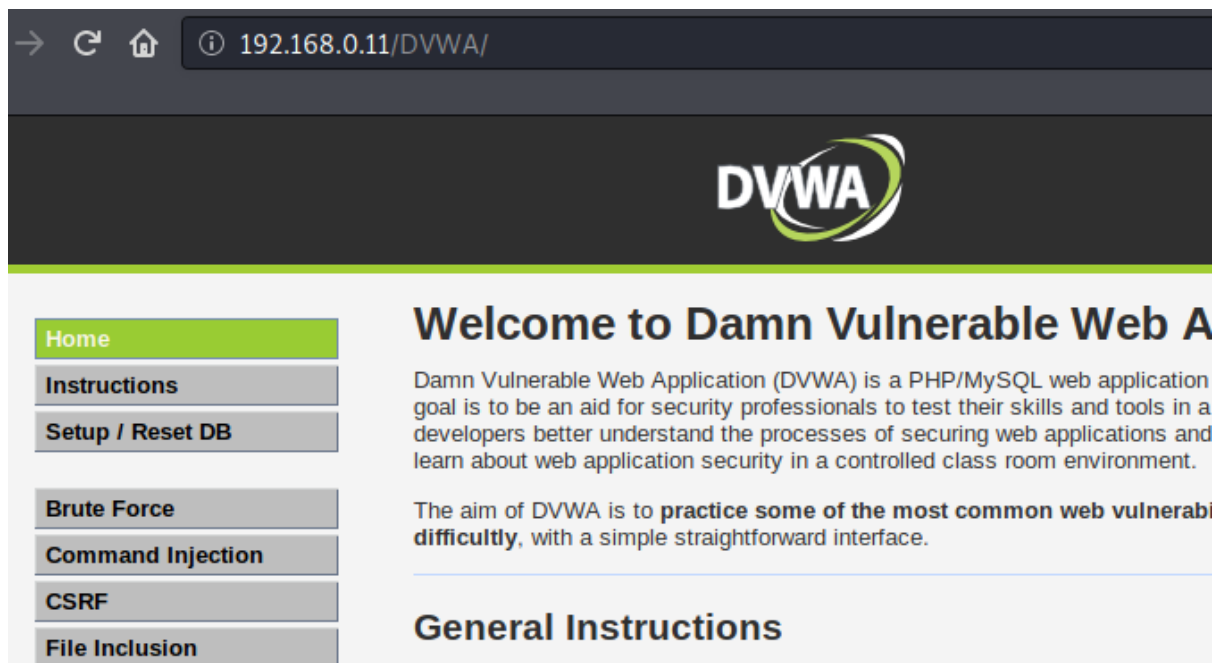 192.168.0.11/DVWA/
DVWA
Home
Instructions
Setup / Reset DB
Brute Force
Command Injection
CSRF
File Inclusion
Welcome to Damn Vulnerable Web A
Damn Vulnerable Web Application (DVWA) is a PHP/MySQL web application
goal is to be an aid for security professionals to test their skills and tools in a
developers better understand the processes of securing web applications and
learn about web application security in a controlled class room environment.
The aim of DVWA is to practice some of the most common web vulnerabi
difficultly, with a simple straightforward interface.
General Instructions